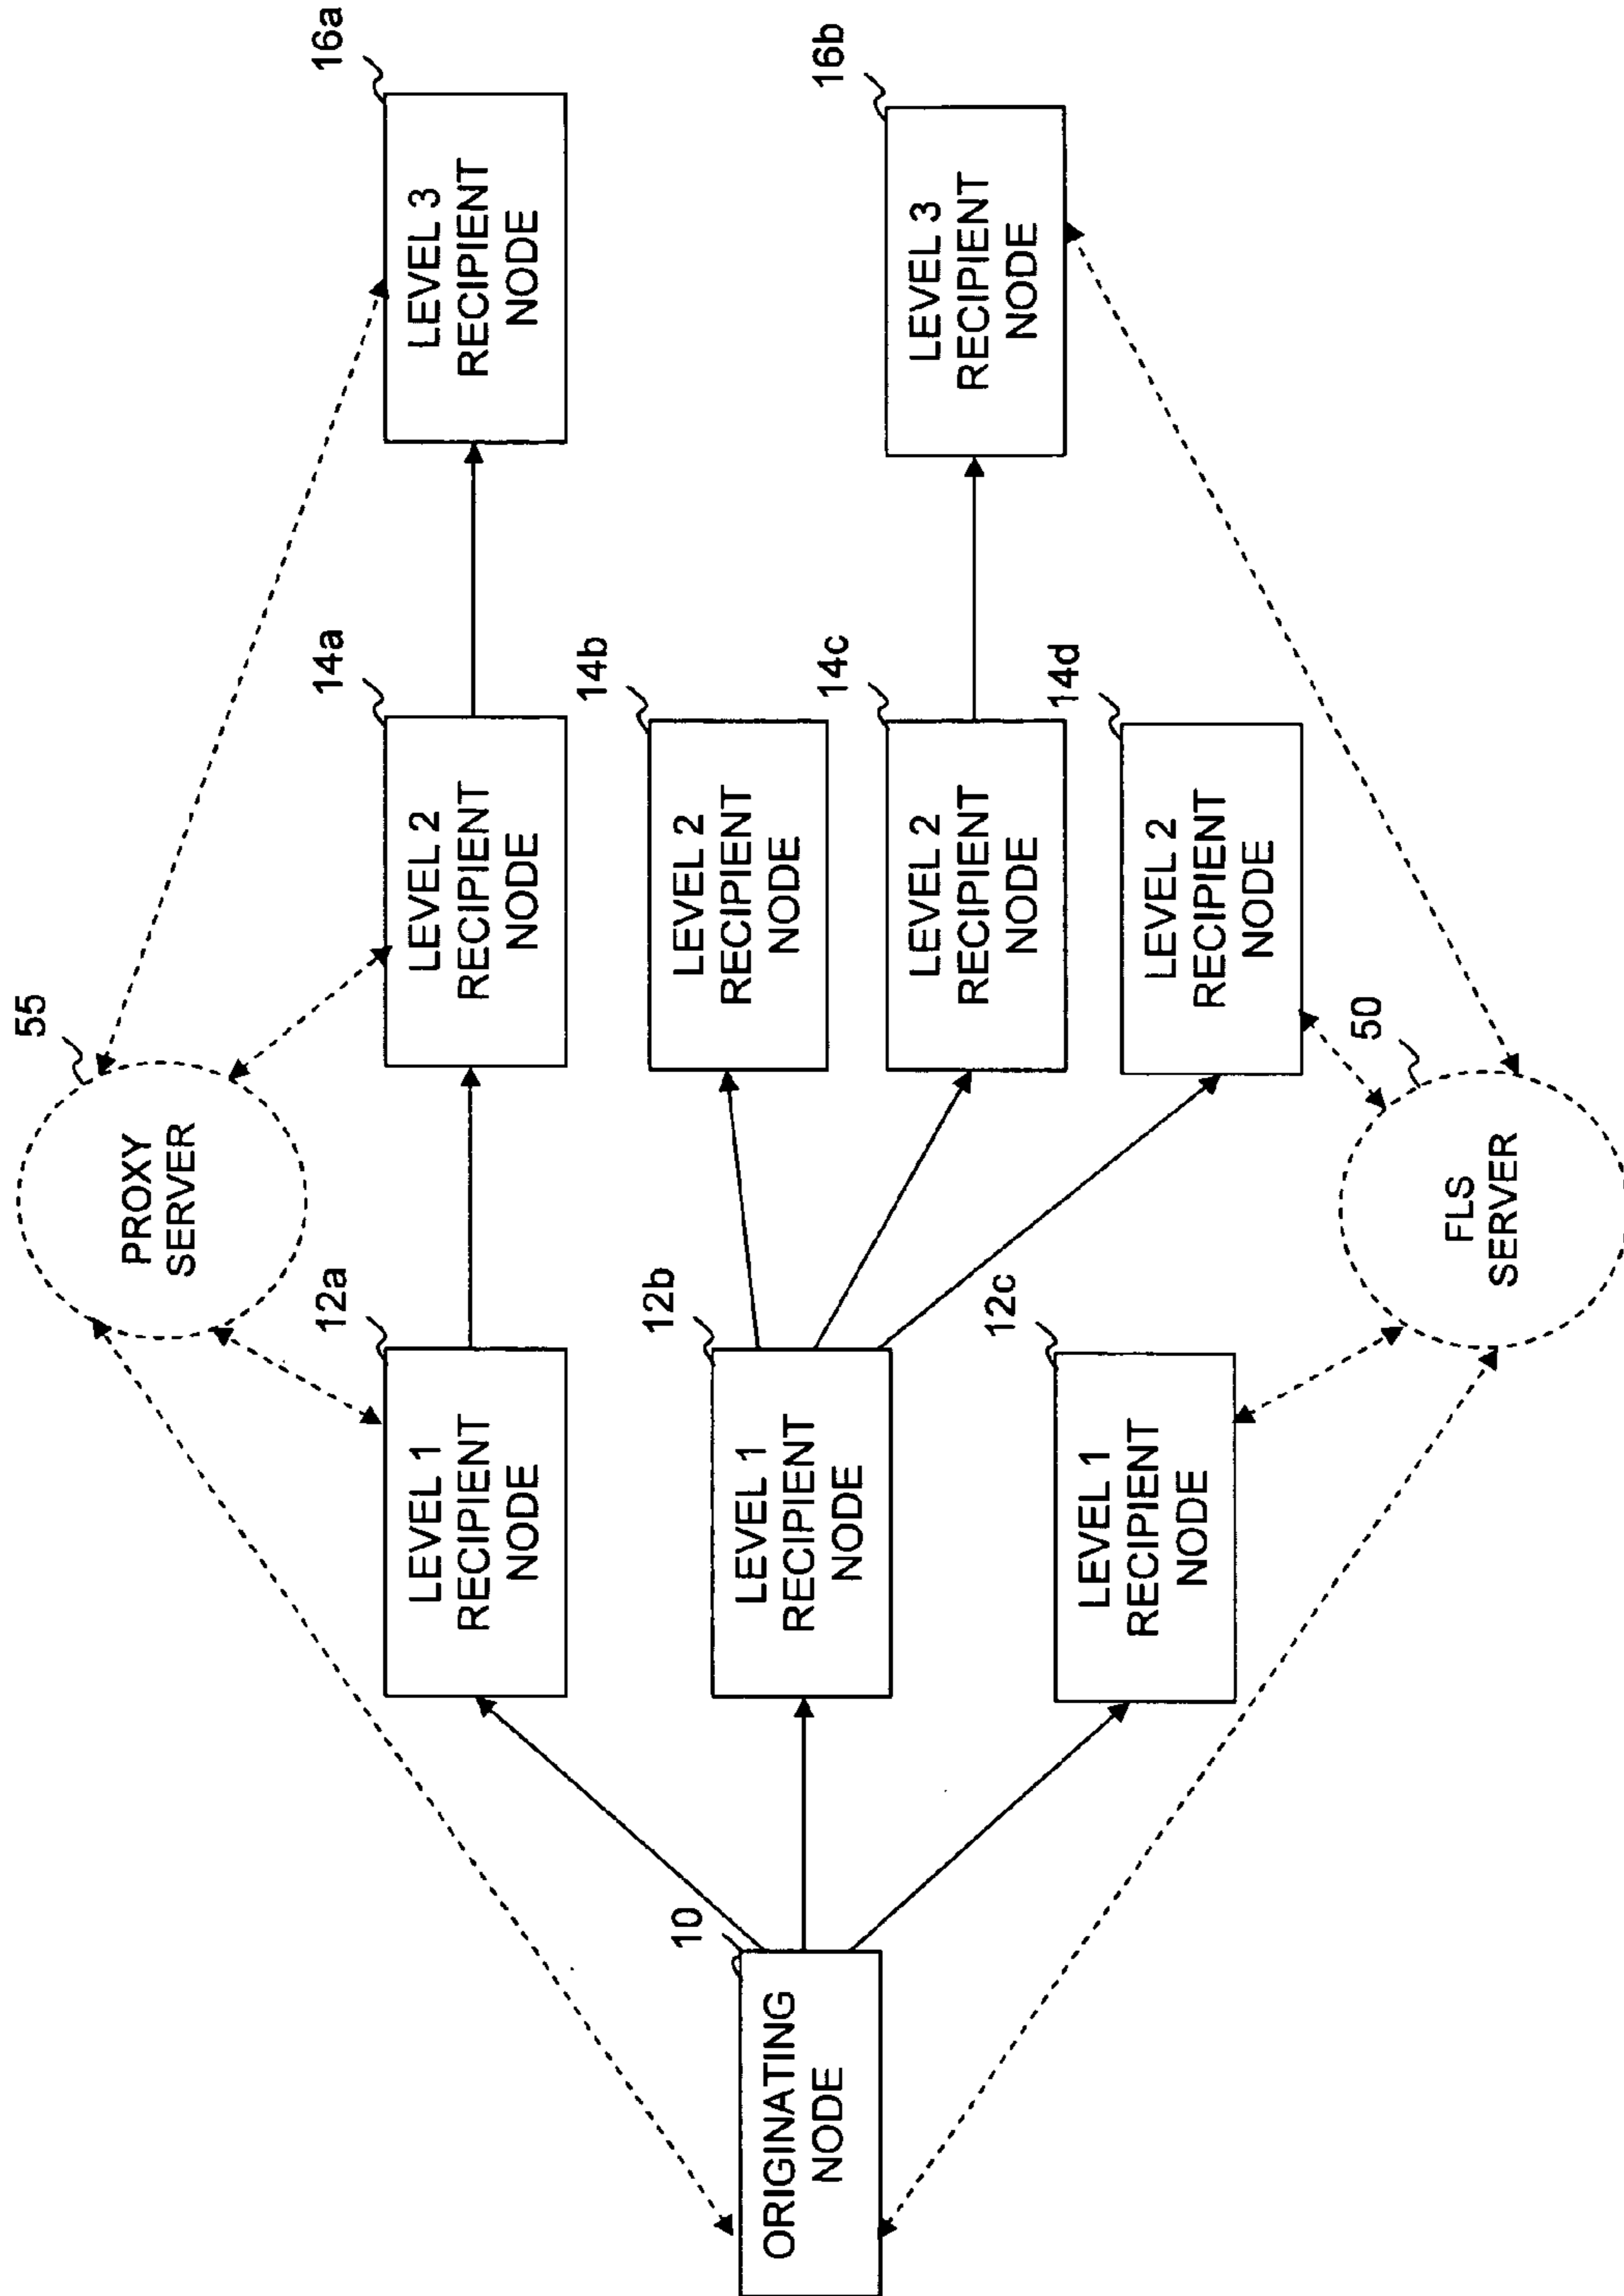 55
PROXY
SERVER
16a
LEVEL 3
RECIPIENT
NODE
14a
LEVEL 2
RECIPIENT
NODE
12a
LEVEL 1
RECIPIENT
NODE
14b
LEVEL 2
RECIPIENT
NODE
10
ORIGINATING
NODE
12b
LEVEL 1
RECIPIENT
NODE
14c
LEVEL 2
RECIPIENT
NODE
16b
LEVEL 3
RECIPIENT
NODE
12c
LEVEL 1
RECIPIENT
NODE
14d
LEVEL 2
RECIPIENT
NODE
50
FLS
SERVER